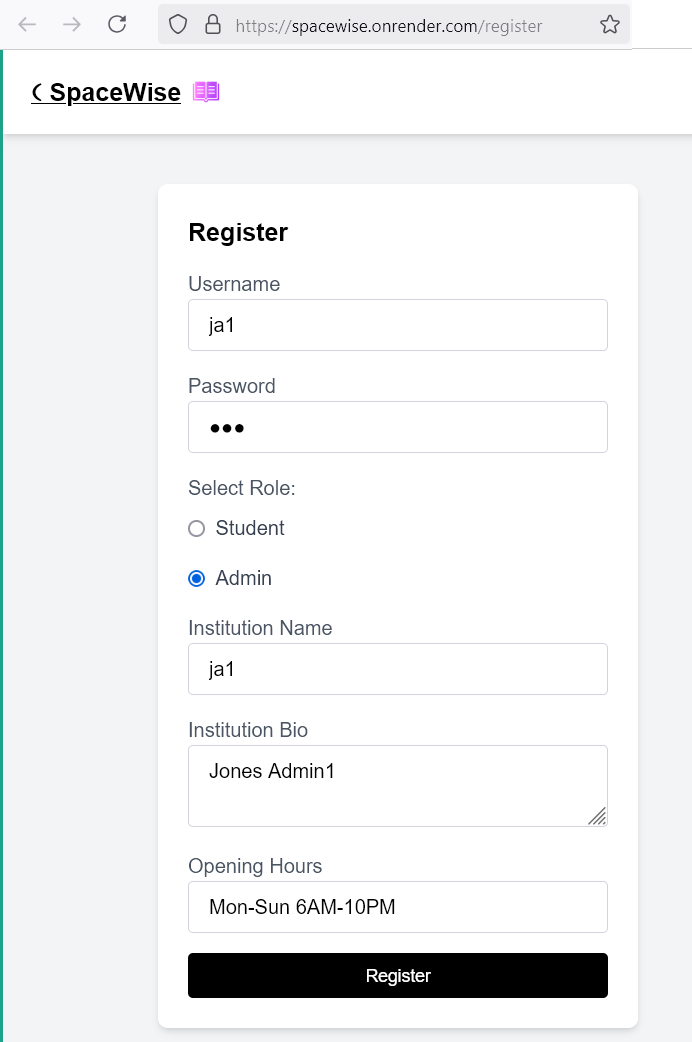 https://spacewise.onrender.com/register
SpaceWise
Register
Username
ja1
Password
●●●
Select Role:
Student
Admin
Institution Name
ja1
Institution Bio
Jones Admin1
Opening Hours
Mon-Sun 6AM-10PM
Register